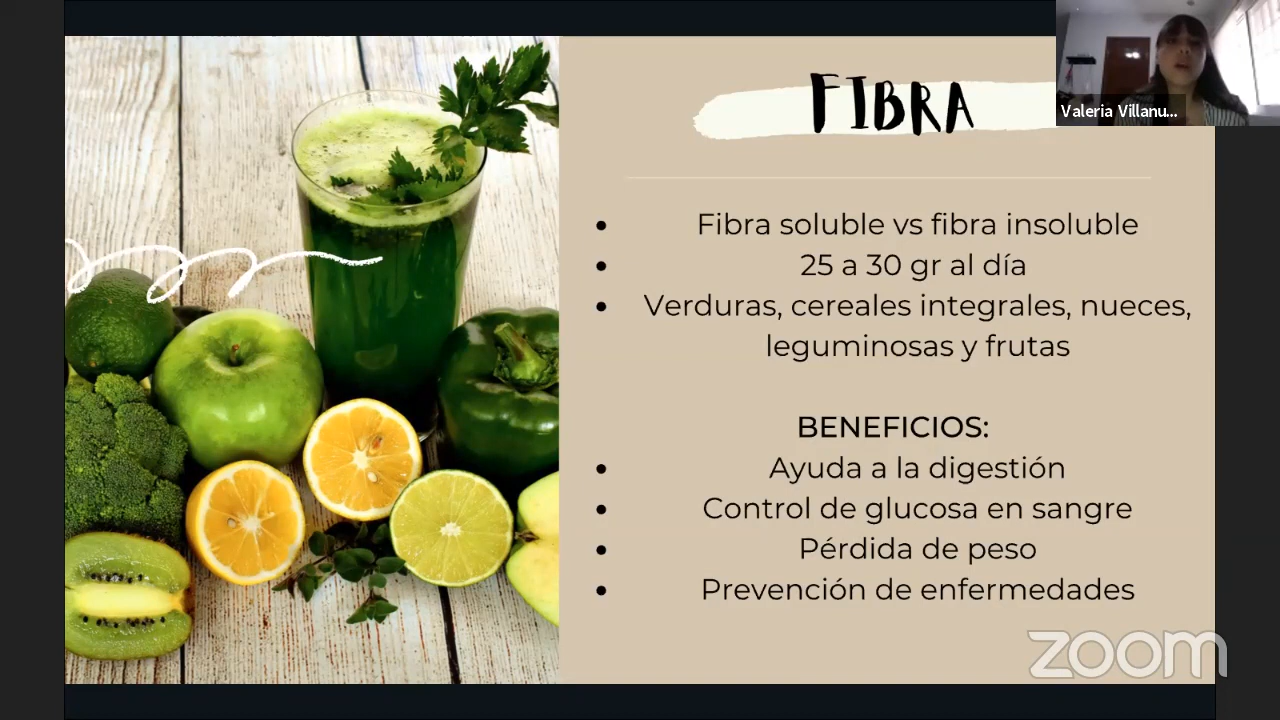 FIBRA
Valeria Villanu...
• Fibra soluble vs fibra insoluble
• 25 a 30 gr al día
• Verduras, cereales integrales, nueces,
leguminosas y frutas
BENEFICIOS:
• Ayuda a la digestión
• Control de glucosa en sangre
• Pérdida de peso
• Prevención de enfermedades
zoom